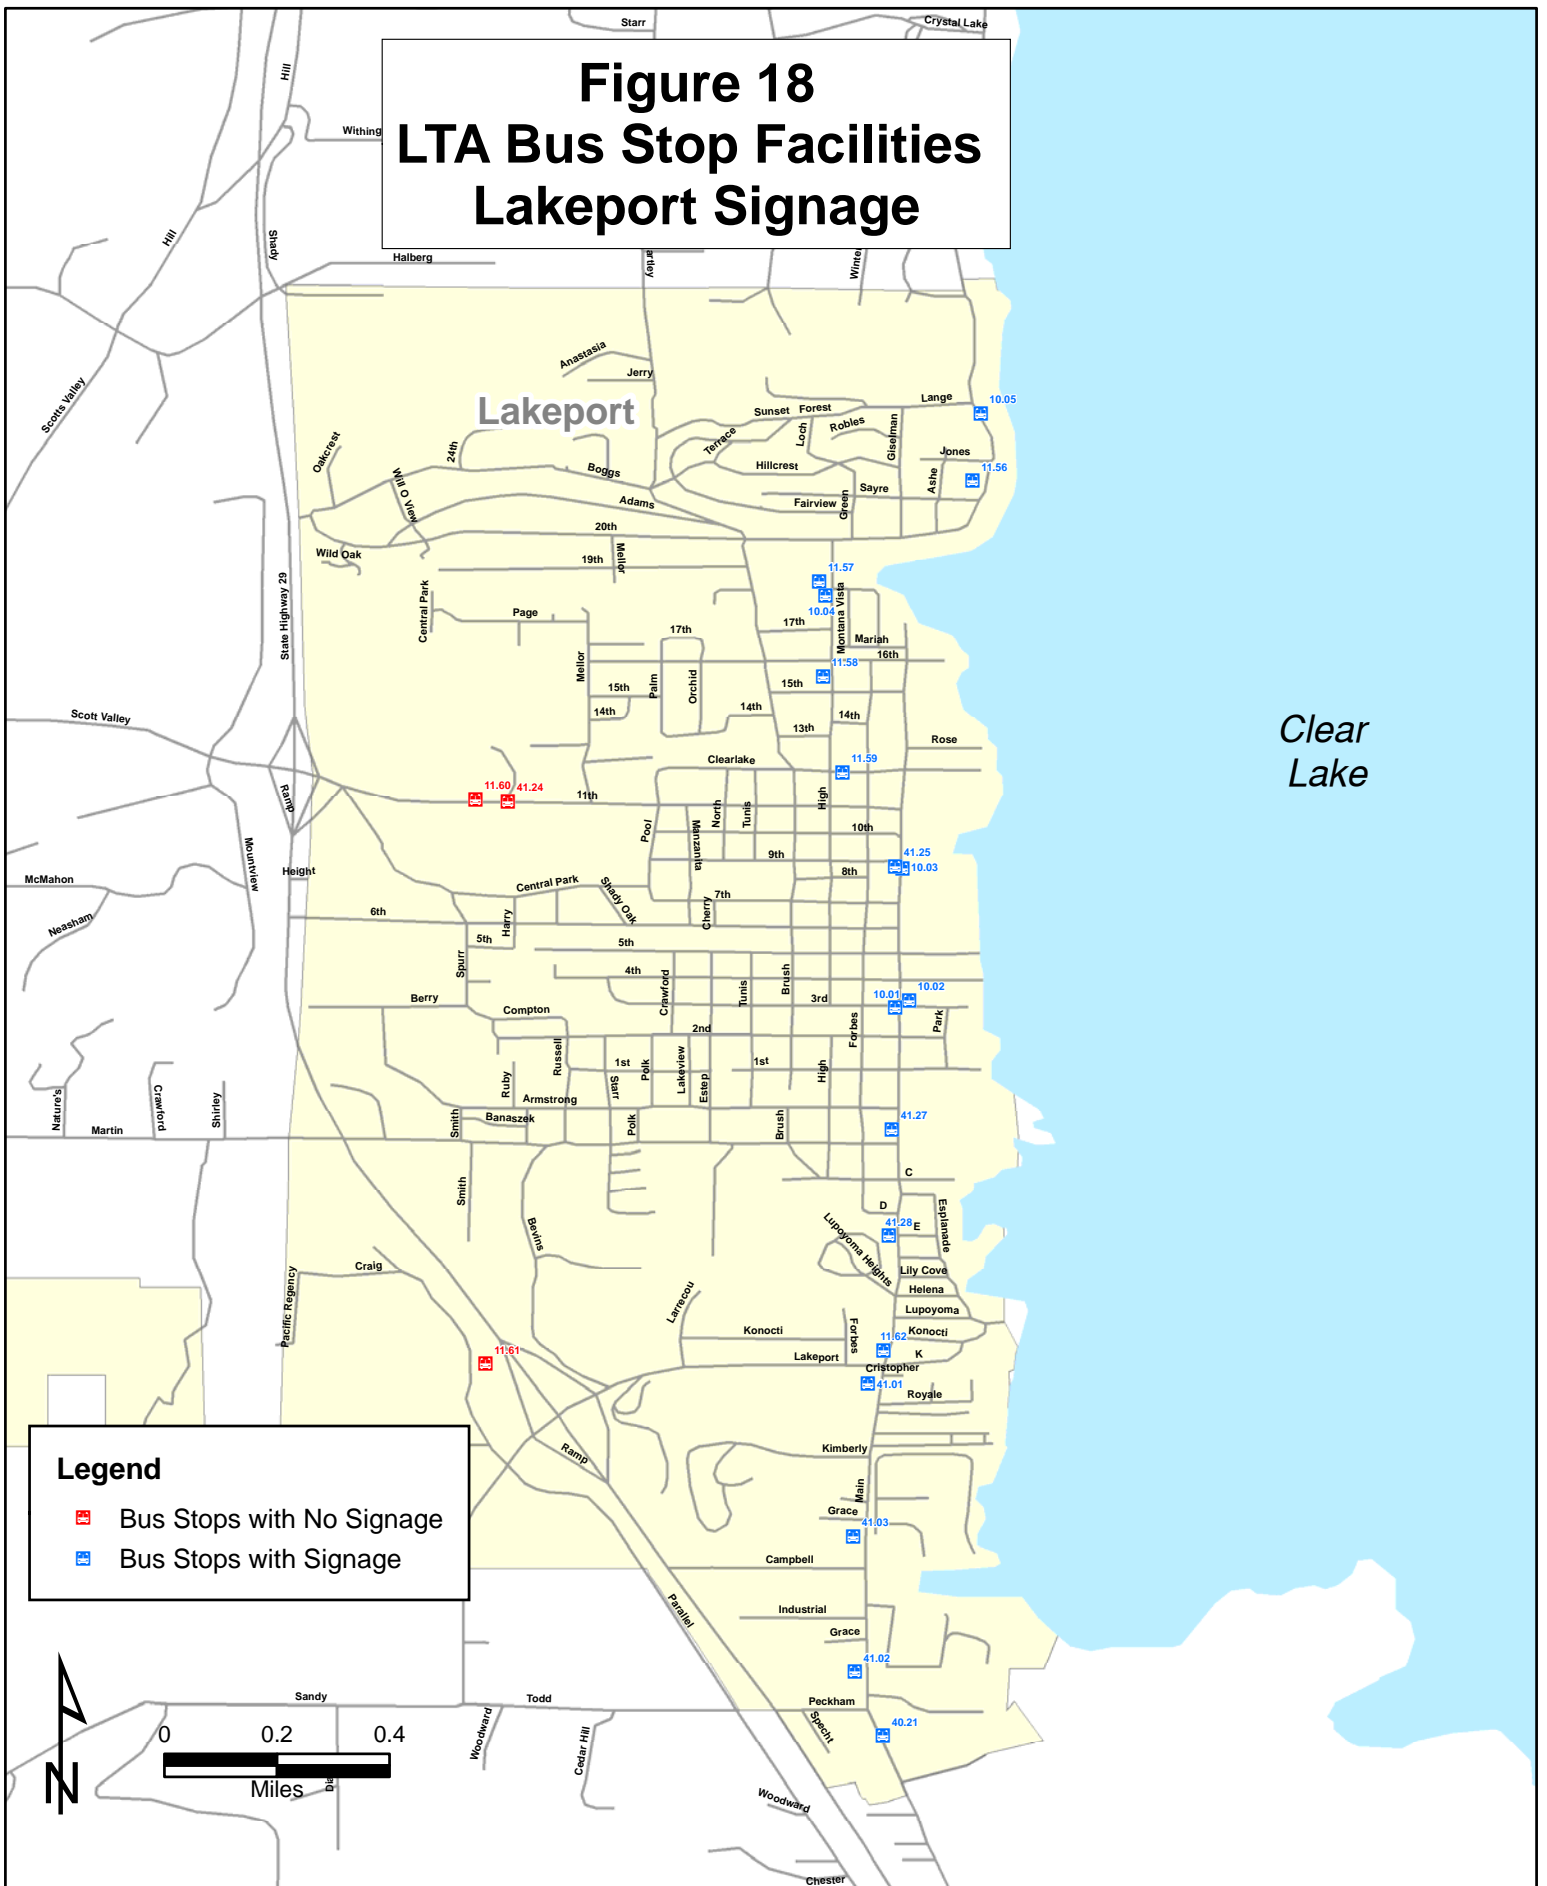 Starr
Crystal Lake
Figure 18
LTA Bus Stop Facilities
Lakeport Signage
Hill
Withing
Hill
Shady
Halberg
artley
Winte
Anastasia
Jerry
Scotts Valley
Lakeport
Lange
10.05
Sunset
Forest
Robles
Loch
Giselman
Terrace
Oakcrest
24th
Jones
Hillcrest
11.56
Boggs
Ashe
Will O View
Sayre
Green
Fairview
Adams
20th
Wild Oak
Mellor
19th
11.57
State Highway 29
Central Park
10.04
Montana Vista
Page
17th
17th
Mariah
16th
Mellor
11.58
15th
Palm
Orchid
15th
14th
14th
14th
Scott Valley
13th
Rose
Clear
Lake
Clearlake
11.59
Ramp
11.60
41.24
11th
High
North
Tunis
Pool
Manzanita
10th
Mountview
9th
41.25
10.03
8th
Height
McMahon
Central Park
Shady Oak
7th
Cherry
6th
Harry
Neasham
5th
5th
Spurr
4th
Crawford
Tunis
Brush
10.02
10.01
3rd
Berry
Compton
Forbes
Park
2nd
Russell
1st
Polk
Lakeview
1st
High
Ruby
Starr
Estep
Nature's
Crawford
Shirley
Armstrong
Smith
Banaszek
Polk
Brush
41.27
Martin
C
Smith
D
Esplanade
Bevins
41.28
E
Lupoyoma Heights
Craig
Lily Cove
Pacific Regency
Helena
Larrecou
Lupoyoma
Konocti
Forbes
Konocti
11.62
11.61
Lakeport
K
Cristopher
41.01
Royale
Ramp
Kimberly
Legend
Bus Stops with No Signage
Bus Stops with Signage
Main
Grace
41.03
Campbell
Parallel
Industrial
Grace
41.02
Sandy
Todd
Peckham
Specht
Woodward
Cedar Hill
40.21
0 0.2 0.4
Miles
N
Woodward
Chester